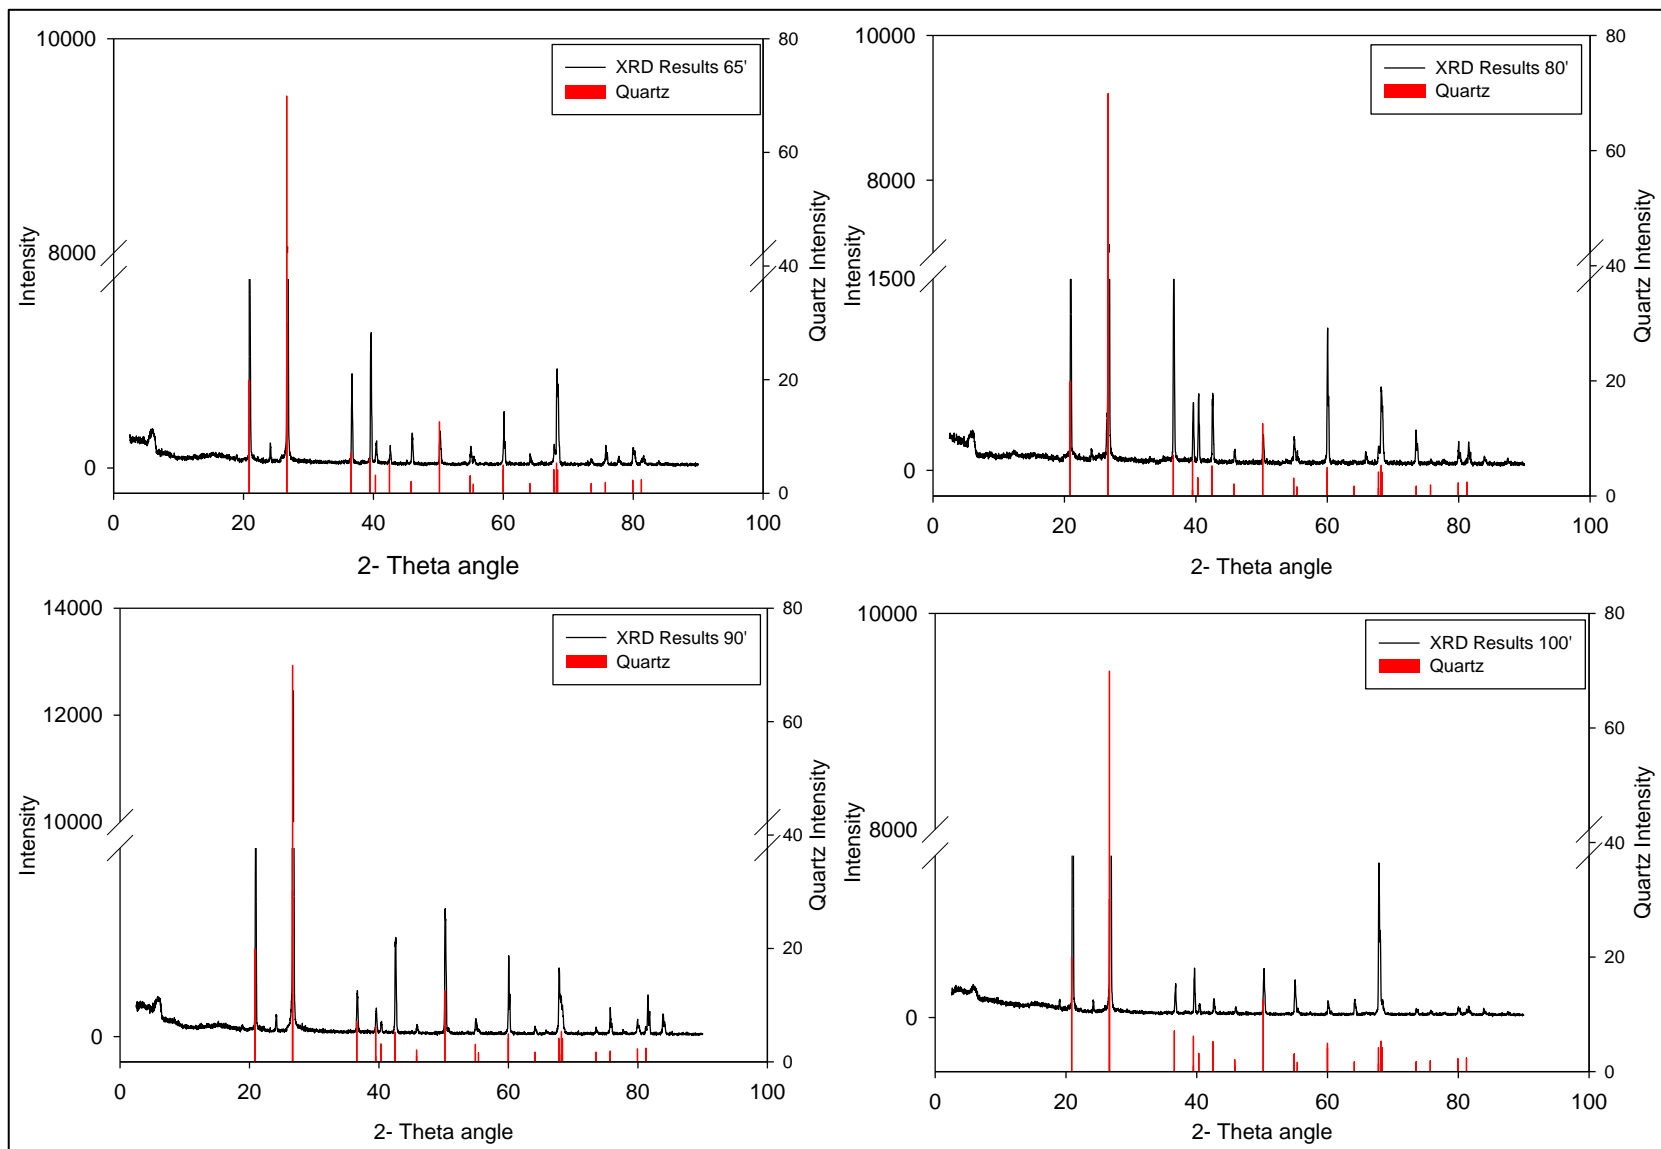 10000
8000
0
Intensity
XRD Results 65'
Quartz
80
60
40
20
0
Quartz Intensity
0 20 40 60 80 100
2- Theta angle
10000
8000
1500
0
Intensity
XRD Results 80'
Quartz
80
60
40
20
0
Quartz Intensity
0 20 40 60 80 100
2- Theta angle
14000
12000
10000
0
Intensity
XRD Results 90'
Quartz
80
60
40
20
0
Quartz Intensity
0 20 40 60 80 100
2- Theta angle
10000
8000
0
Intensity
XRD Results 100'
Quartz
80
60
40
20
0
Quartz Intensity
0 20 40 60 80 100
2- Theta angle